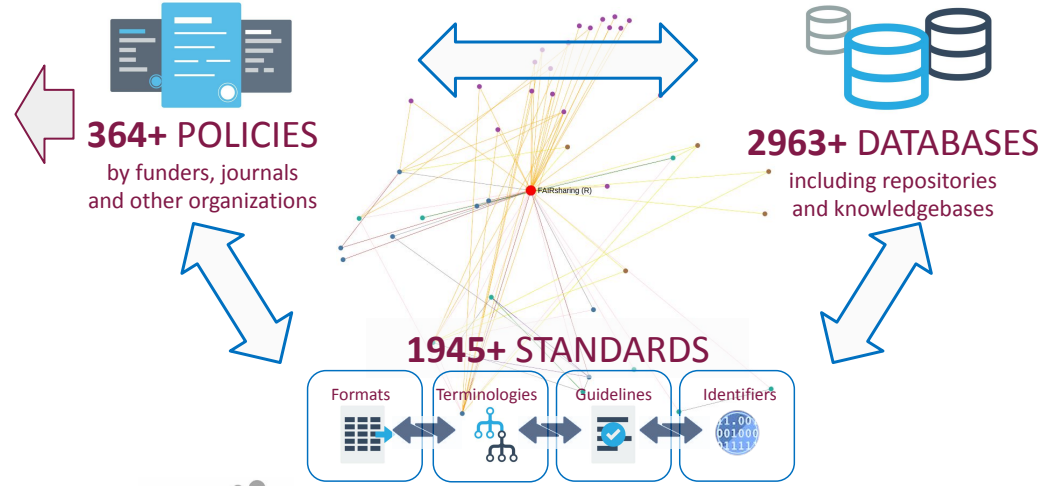 364+ POLICIES
by funders, journals
and other organizations
2963+ DATABASES
including repositories
and knowledgebases
FAIRsharing (R)
1945+ STANDARDS
Formats
Terminologies
Guidelines
Identifiers
001000